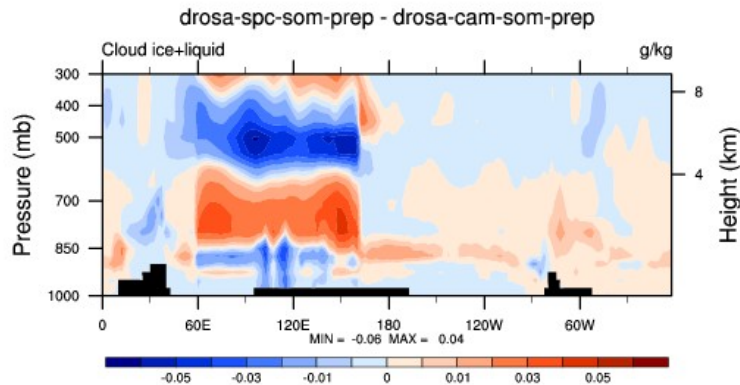 drosa-spc-som-prep - drosa-cam-som-prep
Cloud ice+liquid g/kg
Pressure (mb)
300
400
500
700
850
1000
8
4
Height (km)
0 60E 120E 180 120W 60W
MIN = -0.06 MAX = 0.04
-0.05 -0.03 -0.01 0 0.01 0.03 0.05